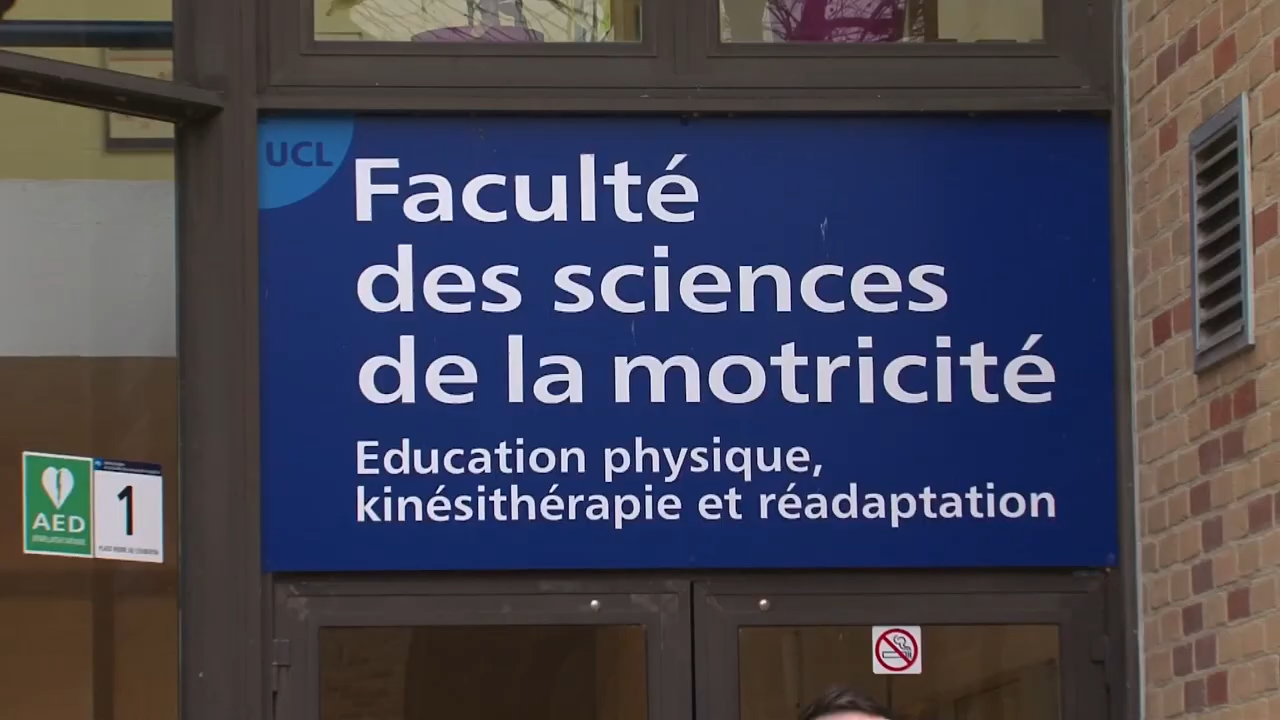 UCL
Faculté
des sciences
de la motricité
Education physique,
kinésithérapie et réadaptation
AED
1